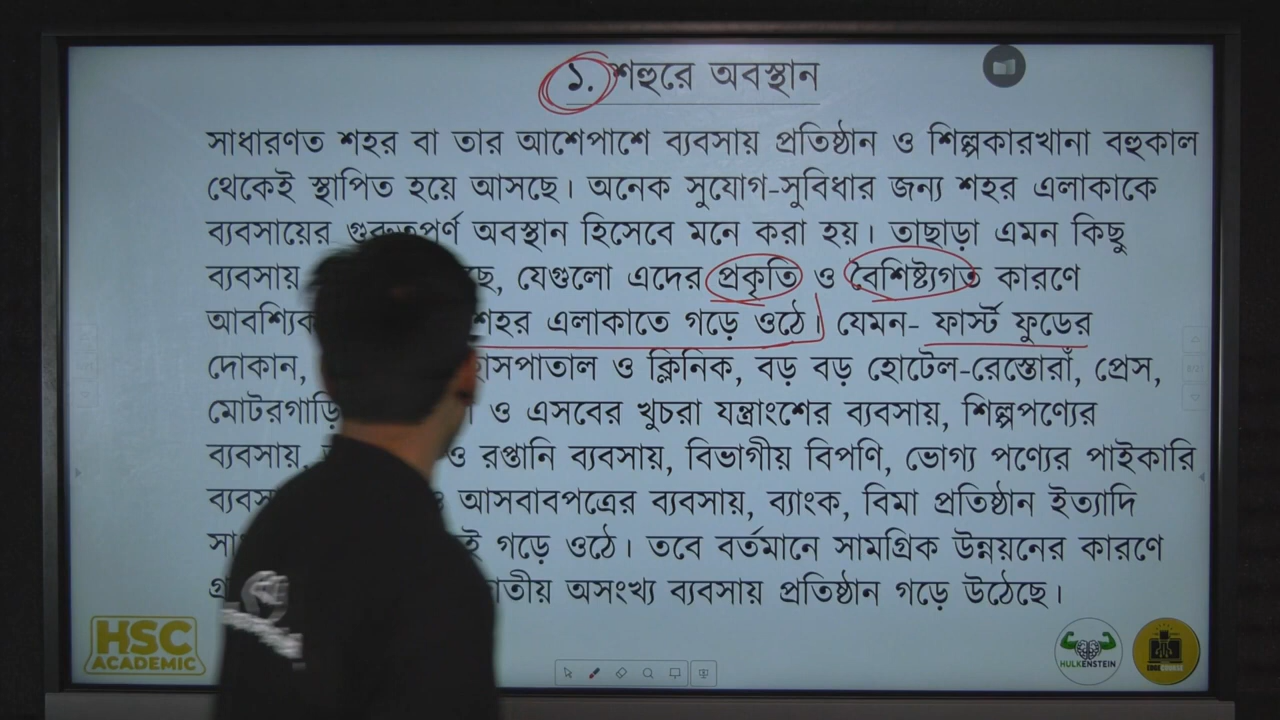 ১. শহুরে অবস্থান
সাধারণত শহর বা তার আশেপাশে ব্যবসায় প্রতিষ্ঠান ও শিল্পকারখানা বহুকাল
থেকেই স্থাপিত হয়ে আসছে। অনেক সুযোগ-সুবিধার জন্য শহর এলাকাকে
ব্যবসায়ের গুরুত্বপূর্ণ অবস্থান হিসেবে মনে করা হয়। তাছাড়া এমন কিছু
ব্যবসায় যেগুলো এদের প্রকৃতি ও বৈশিষ্ট্যগত কারণে
শহর এলাকাতে গড়ে ওঠে। যেমন- ফাস্ট ফুডের
দোকান, হাসপাতাল ও ক্লিনিক, বড় বড় হোটেল-রেস্তোরাঁ, প্রেস,
মোটরগাড়ি ও এসবের খুচরা যন্ত্রাংশের ব্যবসায়, শিল্পপণ্যের
ব্যবসায়, ও রপ্তানি ব্যবসায়, বিভাগীয় বিপণি, ভোগ্য পণ্যের পাইকারি
আসবাবপত্রের ব্যবসায়, ব্যাংক, বিমা প্রতিষ্ঠান ইত্যাদি
গড়ে ওঠে। তবে বর্তমানে সামগ্রিক উন্নয়নের কারণে
অসংখ্য ব্যবসায় প্রতিষ্ঠান গড়ে উঠেছে।
HSC
ACADEMIC
HULKENSTEIN